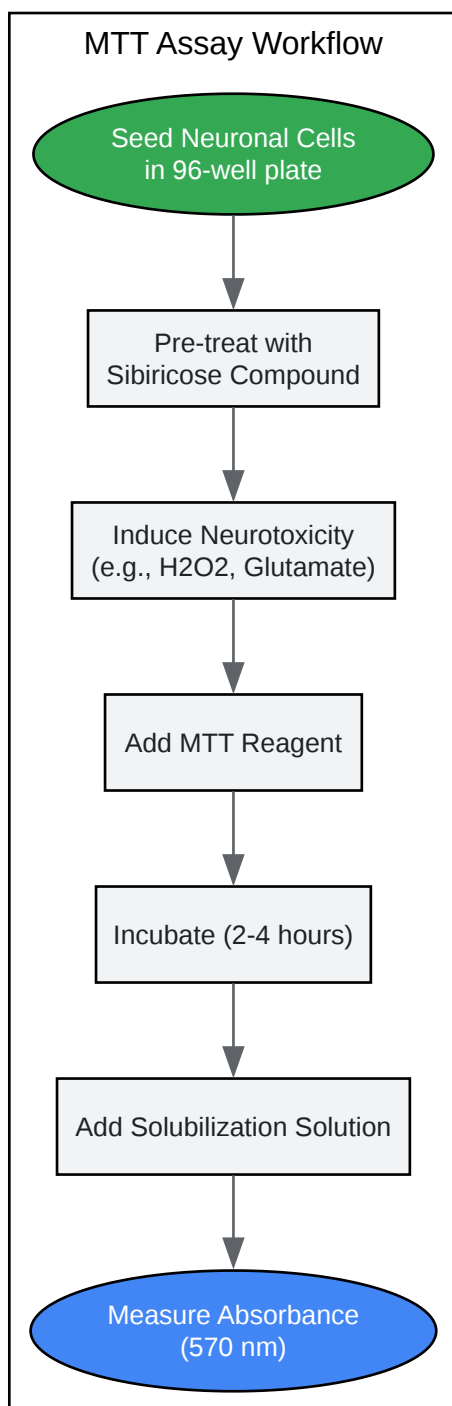 MTT Assay Workflow
Seed Neuronal Cells
in 96-well plate
Pre-treat with
Sibiricose Compound
Induce Neurotoxicity
(e.g., H2O2, Glutamate)
Add MTT Reagent
Incubate (2-4 hours)
Add Solubilization Solution
Measure Absorbance
(570 nm)